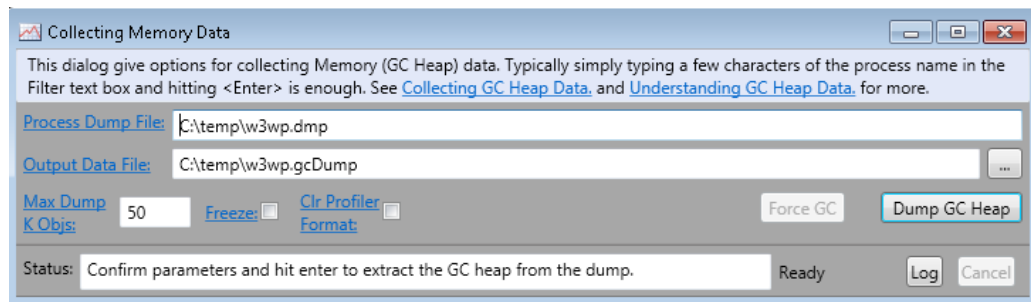 Collecting Memory Data
This dialog give options for collecting Memory (GC Heap) data. Typically simply typing a few characters of the process name in the
Filter text box and hitting <Enter> is enough. See Collecting GC Heap Data. and Understanding GC Heap Data. for more.
Process Dump File: C:\temp\w3wp.dmp
Output Data File: C:\temp\w3wp.gcDump ...
Max Dump
K Objs: 50 Freeze: Clr Profiler
Format: Force GC Dump GC Heap
Status: Confirm parameters and hit enter to extract the GC heap from the dump. Ready Log Cancel